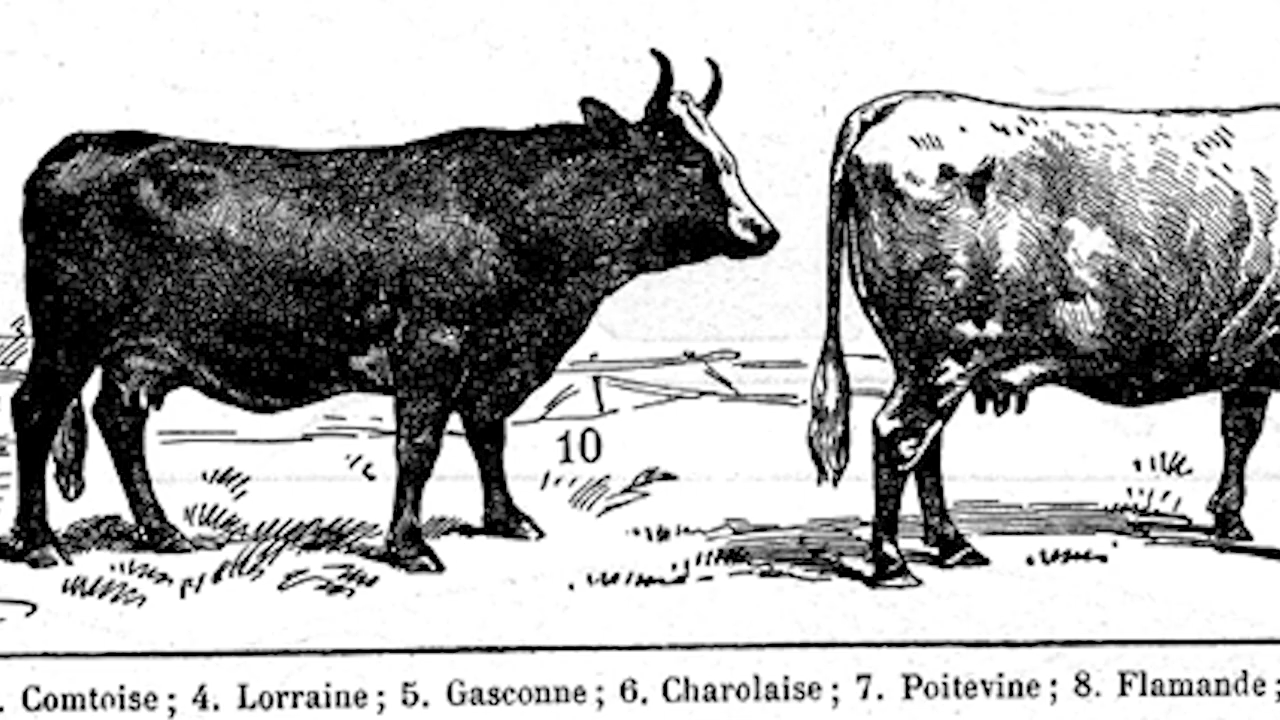 10
. Comtoise ; 4. Lorraine ; 5. Gasconne ; 6. Charolaise ; 7. Poitevine ; 8. Flamande ;